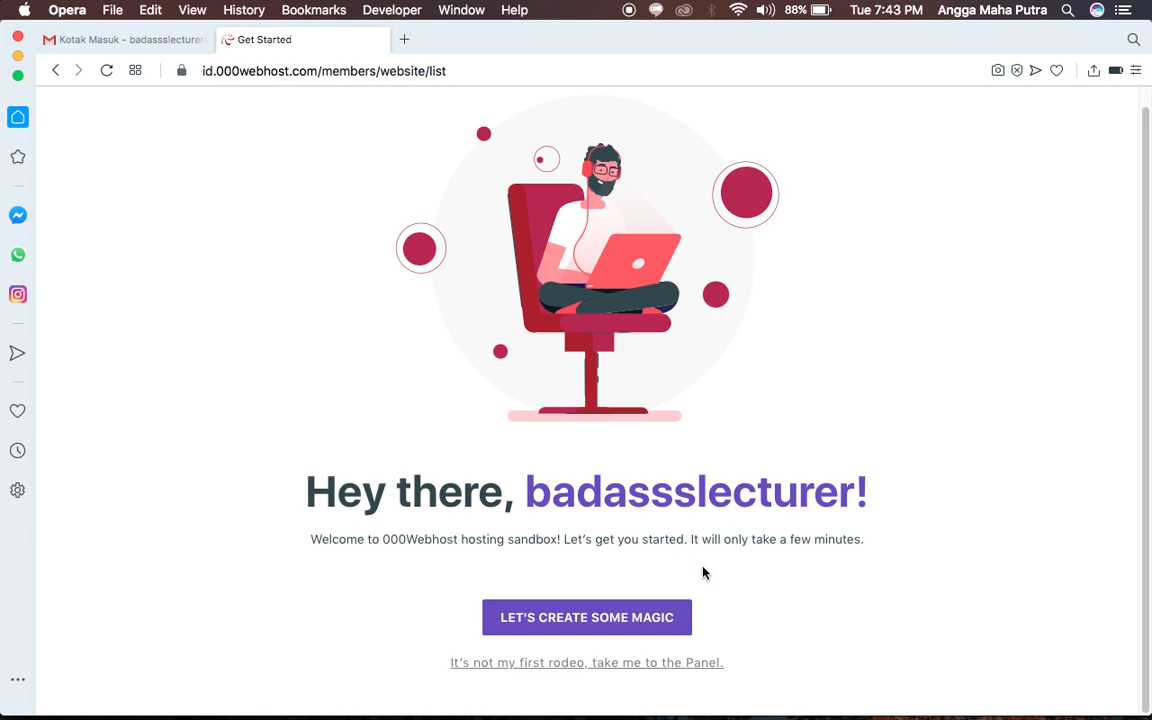 Opera File Edit View History Bookmarks Developer Window Help 88% Tue 7:43 PM Angga Maha Putra
Kotak Masuk - badassslecturer
Get Started
id.000webhost.com/members/website/list
Hey there, badassslecturer!
Welcome to 000Webhost hosting sandbox! Let's get you started. It will only take a few minutes.
LET'S CREATE SOME MAGIC
It's not my first rodeo, take me to the Panel.